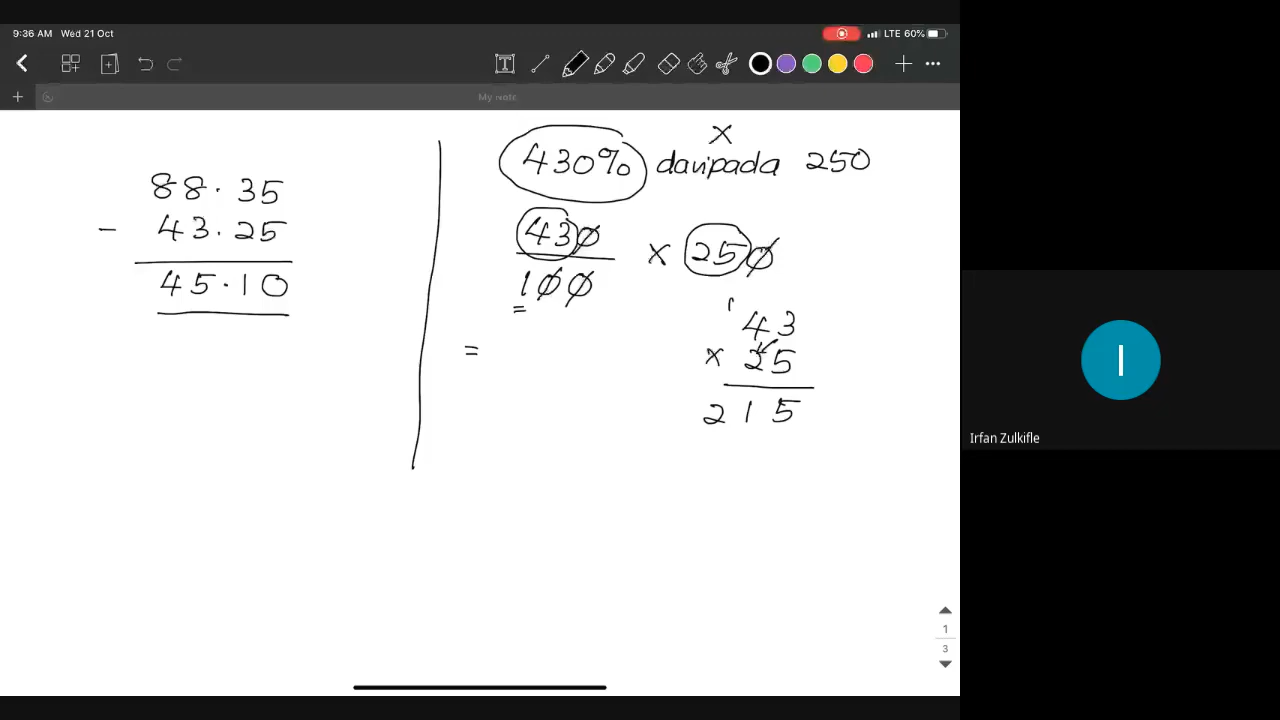 9:36 AM Wed 21 Oct
LTE 60%
T
My note
88.35
- 43.25
45.10
×
430% daripada 250
430 × 250
100
=
1
43
× 25
=
215
1
3
I
Irfan Zulkifle